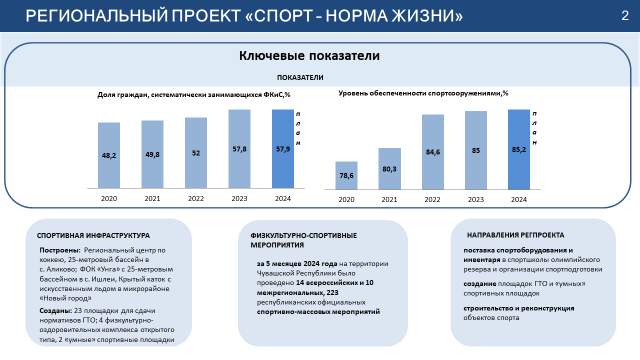 РЕГИОНАЛЬНЫЙ ПРОЕКТ «СПОРТ - НОРМА ЖИЗНИ»
2
Ключевые показатели
ПОКАЗАТЕЛИ
Доля граждан, систематически занимающихся ФКиС,%
48,2
49,8
52
57,8
57,9
план
2020
2021
2022
2023
2024
Уровень обеспеченности спортсооружениями,%
78,6
80,3
84,6
85
85,2
план
2020
2021
2022
2023
2024
СПОРТИВНАЯ ИНФРАСТРУКТУРА
Построены: Региональный центр по
хоккею, 25-метровый бассейн в
с. Аликово; ФОК «Унга» с 25-метровым
бассейном в с. Ишлеи, Крытый каток с
искусственным льдом в микрорайоне
«Новый город»
Созданы: 23 площадки для сдачи
нормативов ГТО; 4 физкультурно-
оздоровительных комплекса открытого
типа, 2 «умных» спортивные площадки
ФИЗКУЛЬТУРНО-СПОРТИВНЫЕ
МЕРОПРИЯТИЯ
за 5 месяцев 2024 года на территории
Чувашской Республики было
проведено 14 всероссийских и 10
межрегиональных, 223
республиканских официальных
спортивно-массовых мероприятий
НАПРАВЛЕНИЯ РЕГПРОЕКТА
поставка спортоборудования и
инвентаря в спортшколы олимпийского
резерва и организации спортподготовки
создание площадок ГТО и «умных»
спортивных площадок
строительство и реконструкция
объектов спорта